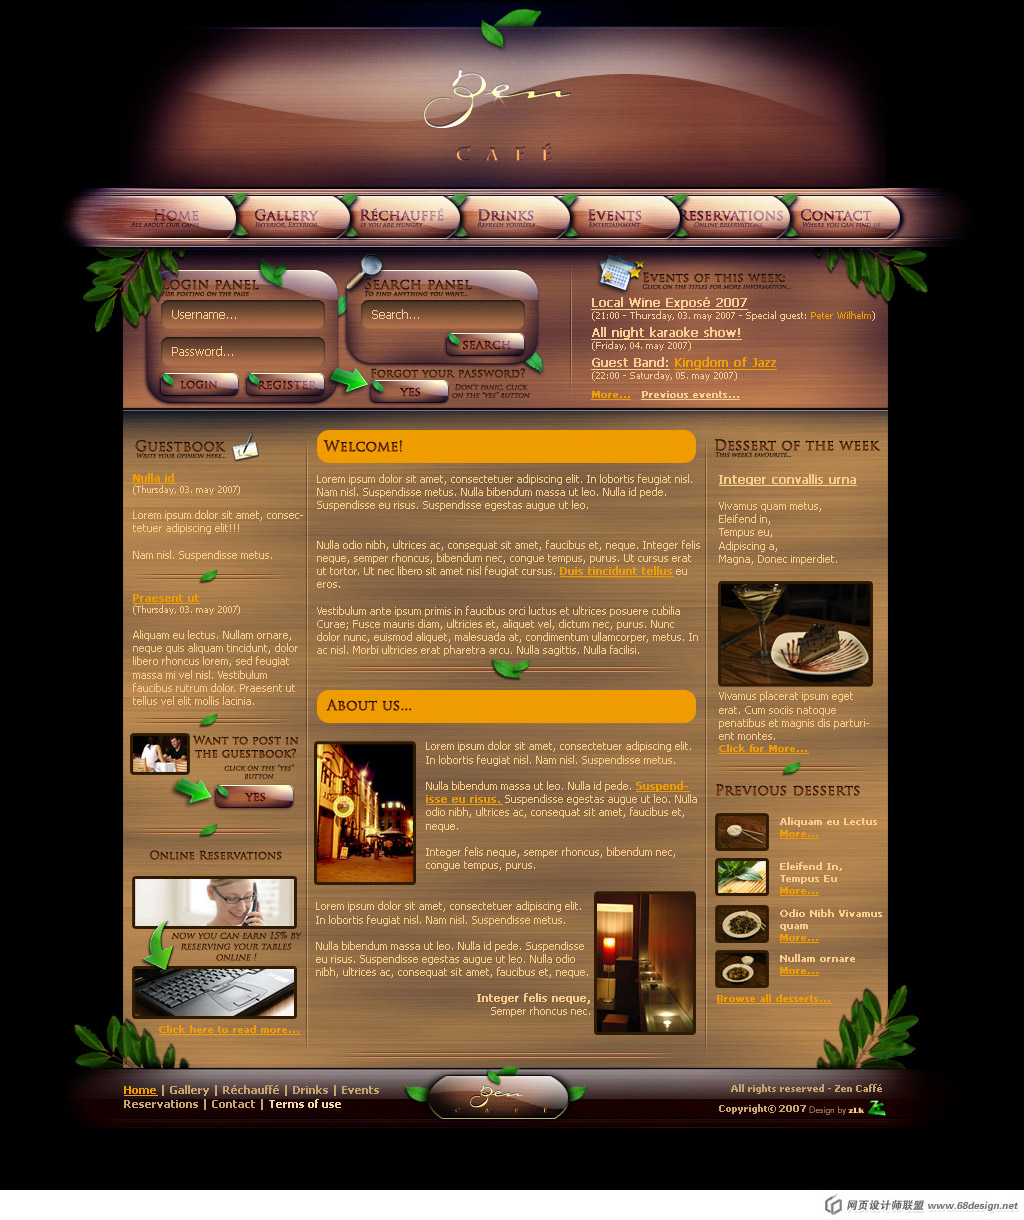 Zen
CAFÉ
HOME
ALL ABOUT OUR CAFFE
GALLERY
INTERIOR, EXTERIOR
RÉCHAUFFÉ
IF YOU ARE HUNGRY
DRINKS
REFRESH YOURSELF
EVENTS
ENTERTAINMENT
RESERVATIONS
ONLINE RESERVATIONS
CONTACT
WHERE YOU CAN FIND US
LOGIN PANEL
FOR POSTING ON THE PAGE
Username...
Password...
LOGIN
REGISTER
SEARCH PANEL
TO FIND ANYTHING YOU WANT...
Search...
SEARCH
FORGOT YOUR PASSWORD?
YES
DON'T PANIC, CLICK
ON THE "YES" BUTTON
EVENTS OF THIS WEEK:
CLICK ON THE TITLES FOR MORE INFORMATION...
Local Wine Exposé 2007
(21:00 - Thursday, 03. may 2007 - Special guest: Peter Wilhelm)
All night karaoke show!
(Friday, 04. may 2007)
Guest Band: Kingdom of Jazz
(22:00 - Saturday, 05. may 2007)
More... Previous events...
GUESTBOOK
WRITE YOUR OPINION HERE...
Nulla id
(Thursday, 03. may 2007)
Lorem ipsum dolor sit amet, consec-
tetuer adipiscing elit!!!
Nam nisl. Suspendisse metus.
Praesent ut
(Thursday, 03. may 2007)
Aliquam eu lectus. Nullam ornare,
neque quis aliquam tincidunt, dolor
libero rhoncus lorem, sed feugiat
massa mi vel nisl. Vestibulum
faucibus rutrum dolor. Praesent ut
tellus vel elit mollis lacinia.
WANT TO POST IN
THE GUESTBOOK?
CLICK ON THE "YES"
BUTTON
YES
ONLINE RESERVATIONS
NOW YOU CAN EARN 15% BY
RESERVING YOUR TABLES
ONLINE !
Click here to read more...
WELCOME!
Lorem ipsum dolor sit amet, consectetuer adipiscing elit. In lobortis feugiat nisl.
Nam nisl. Suspendisse metus. Nulla bibendum massa ut leo. Nulla id pede.
Suspendisse eu risus. Suspendisse egestas augue ut leo.
Nulla odio nibh, ultrices ac, consequat sit amet, faucibus et, neque. Integer felis
neque, semper rhoncus, bibendum nec, congue tempus, purus. Ut cursus erat
ut tortor. Ut nec libero sit amet nisl feugiat cursus. Duis tincidunt tellus eu
eros.
Vestibulum ante ipsum primis in faucibus orci luctus et ultrices posuere cubilia
Curae; Fusce mauris diam, ultricies et, aliquet vel, dictum nec, purus. Nunc
dolor nunc, euismod aliquet, malesuada at, condimentum ullamcorper, metus. In
ac nisl. Morbi ultricies erat pharetra arcu. Nulla sagittis. Nulla facilisi.
ABOUT US...
Lorem ipsum dolor sit amet, consectetuer adipiscing elit.
In lobortis feugiat nisl. Nam nisl. Suspendisse metus.
Nulla bibendum massa ut leo. Nulla id pede. Suspend-
isse eu risus. Suspendisse egestas augue ut leo. Nulla
odio nibh, ultrices ac, consequat sit amet, faucibus et,
neque.
Integer felis neque, semper rhoncus, bibendum nec,
congue tempus, purus.
Lorem ipsum dolor sit amet, consectetuer adipiscing elit.
In lobortis feugiat nisl. Nam nisl. Suspendisse metus.
Nulla bibendum massa ut leo. Nulla id pede. Suspendisse
eu risus. Suspendisse egestas augue ut leo. Nulla odio
nibh, ultrices ac, consequat sit amet, faucibus et, neque.
Integer felis neque,
Semper rhoncus nec.
DESSERT OF THE WEEK
THIS WEEK'S FAVOURITE...
Integer convallis urna
Vivamus quam metus,
Eleifend in,
Tempus eu,
Adipiscing a,
Magna, Donec imperdiet.
Vivamus placerat ipsum eget
erat. Cum sociis natoque
penatibus et magnis dis parturi-
ent montes.
Click for More...
PREVIOUS DESSERTS
Aliquam eu Lectus
More...
Eleifend In,
Tempus Eu
More...
Odio Nibh Vivamus
quam
More...
Nullam ornare
More...
Browse all desserts...
Home | Gallery | Réchauffé | Drinks | Events
Reservations | Contact | Terms of use
Zen
CAFÉ
All rights reserved - Zen Caffé
Copyright© 2007 Design by zLk
网页设计师联盟 www.68design.net